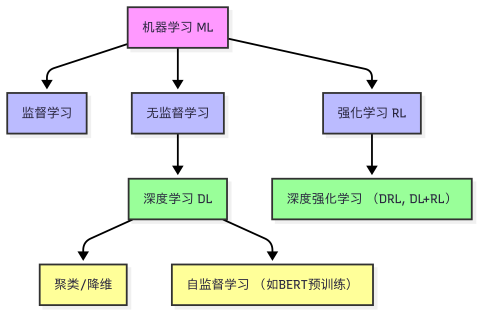 机器学习 ML
监督学习
无监督学习
强化学习 RL
深度学习 DL
深度强化学习 （DRL, DL+RL）
聚类/降维
自监督学习 （如BERT预训练）